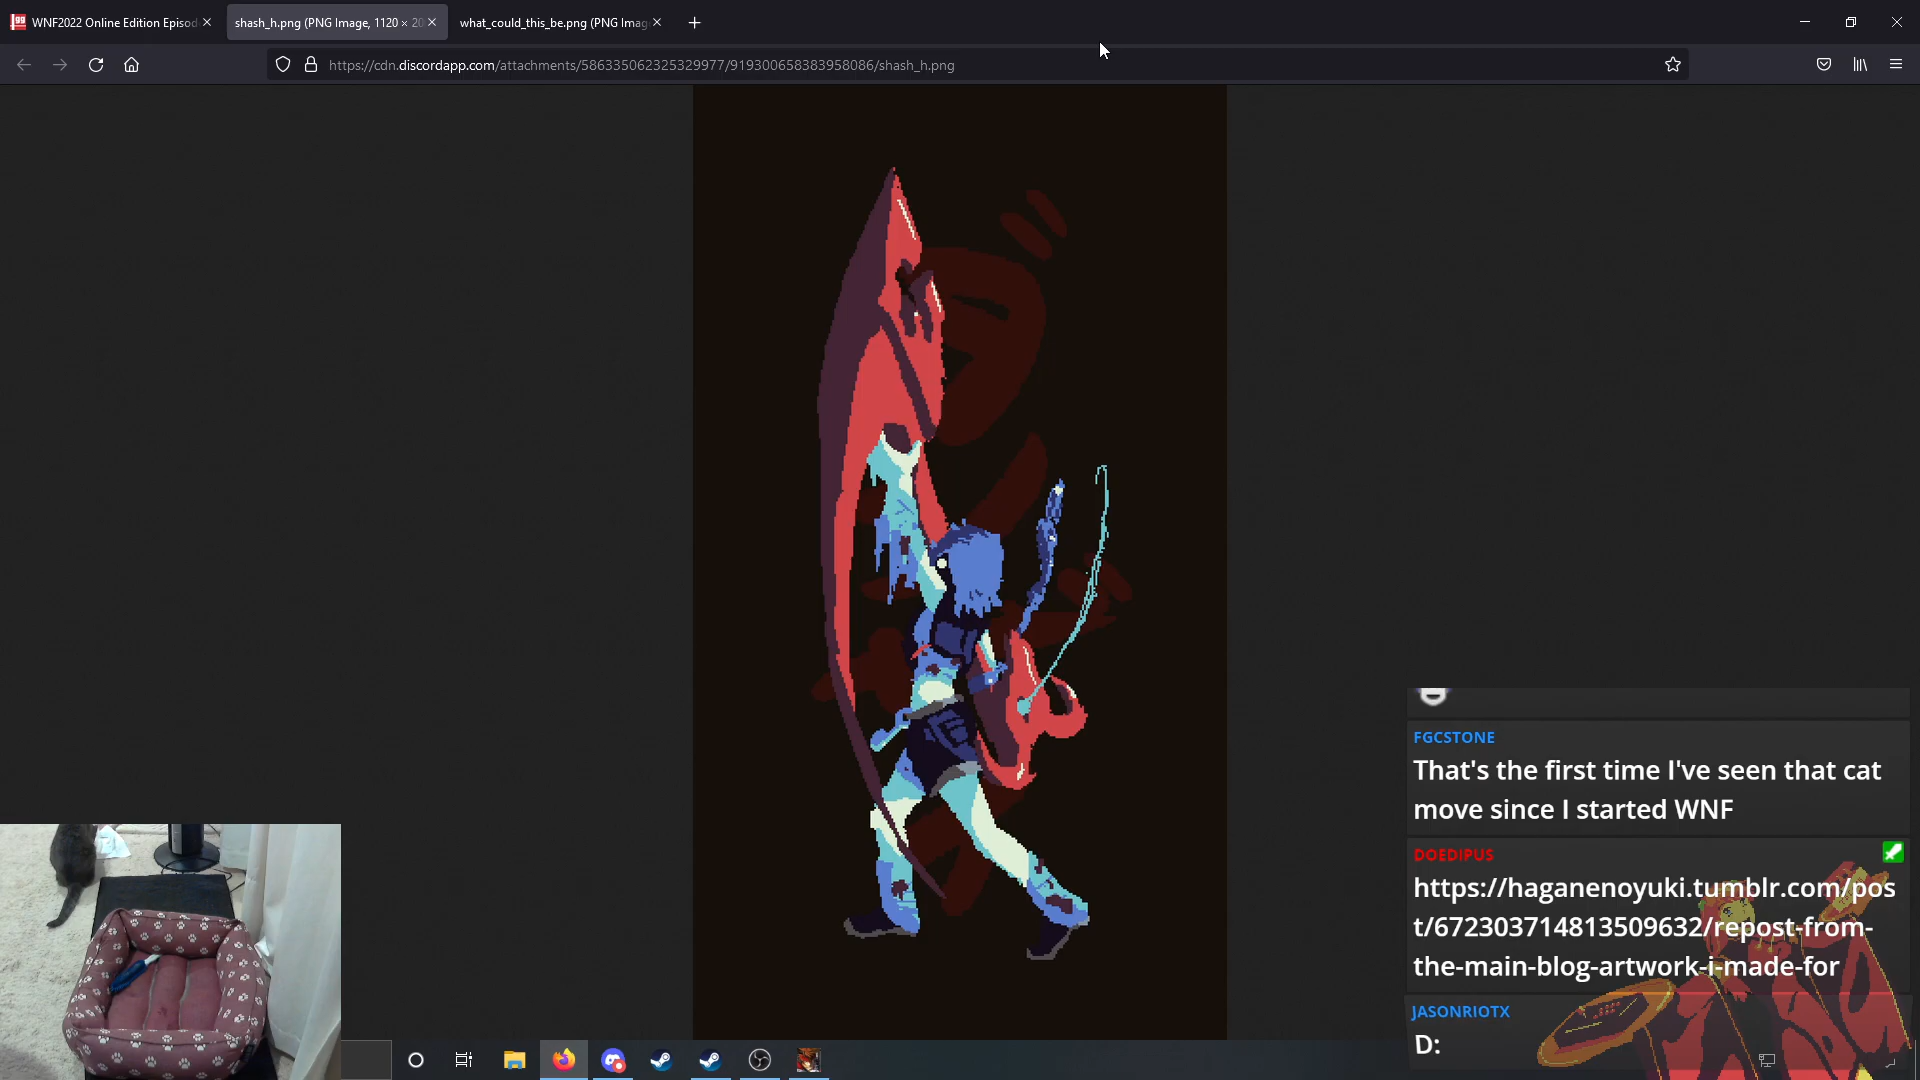 WNF2022 Online Edition Episod
shash_h.png (PNG Image, 1120 × 20
what_could_this_be.png (PNG Imag
https://cdn.discordapp.com/attachments/586335062325329977/919300658383958086/shash_h.png
FGCSTONE
That's the first time I've seen that cat
move since I started WNF
DOEDIPUS
https://haganenoyuki.tumblr.com/pos
t/672303714813509632/repost-from-
the-main-blog-artwork-i-made-for
JASONRIOTX
D: